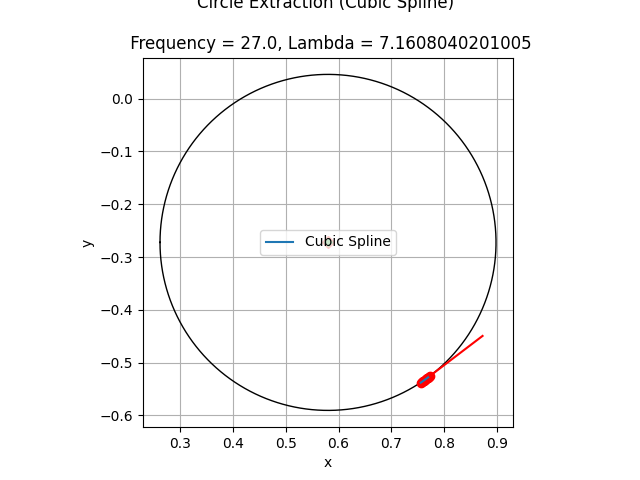 Circle Extraction (Cubic Spline)
Frequency = 27.0, Lambda = 7.1608040201005
0.0
−0.1
−0.2
−0.3
−0.4
−0.5
−0.6
y
Cubic Spline
0.3 0.4 0.5 0.6 0.7 0.8 0.9
x